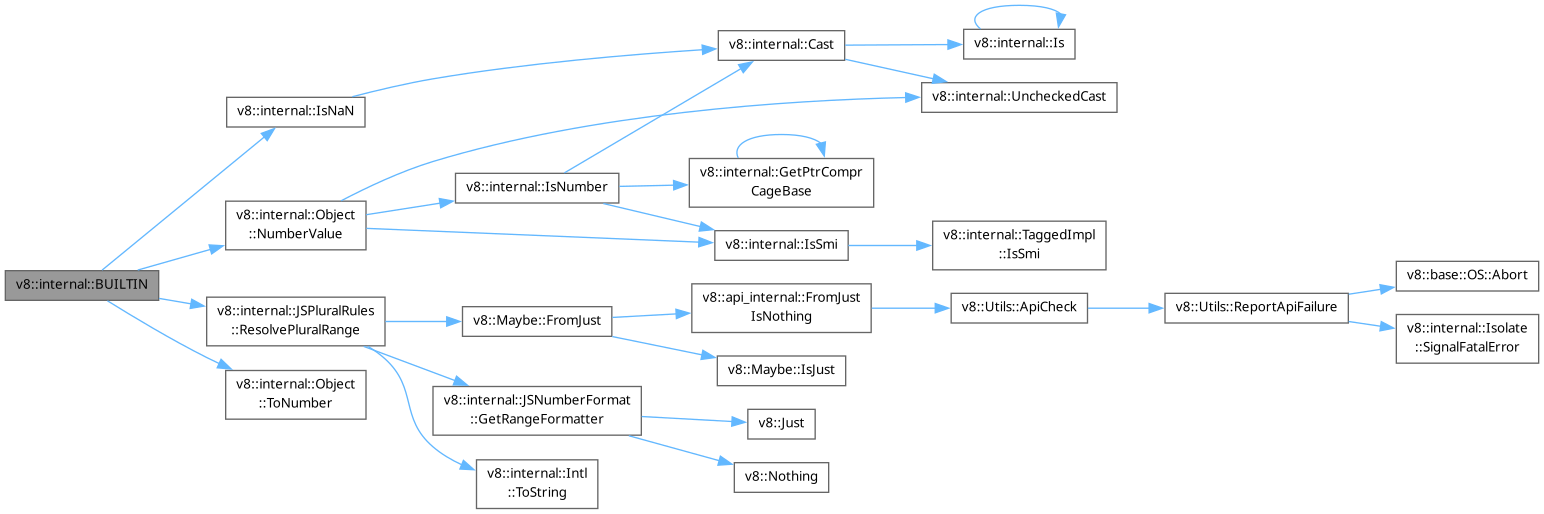 v8::internal::BUILTIN
v8::internal::IsNaN
v8::internal::Object
::NumberValue
v8::internal::JSPluralRules
::ResolvePluralRange
v8::internal::Object
::ToNumber
v8::internal::IsNumber
v8::Maybe::FromJust
v8::internal::JSNumberFormat
::GetRangeFormatter
v8::internal::Intl
::ToString
v8::internal::Cast
v8::internal::GetPtrCompr
CageBase
v8::internal::IsSmi
v8::api_internal::FromJust
IsNothing
v8::Maybe::IsJust
v8::Just
v8::Nothing
v8::internal::Is
v8::internal::UncheckedCast
v8::internal::TaggedImpl
::IsSmi
v8::Utils::ApiCheck
v8::Utils::ReportApiFailure
v8::base::OS::Abort
v8::internal::Isolate
::SignalFatalError